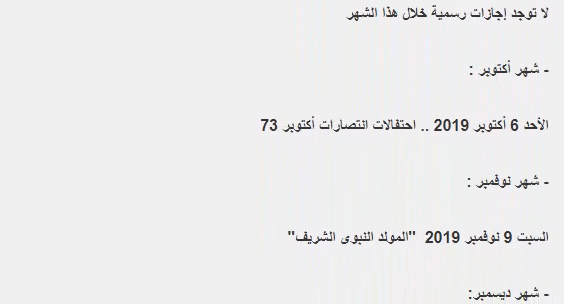 لا توجد إجازات رسمية خلال هذا الشهر
- شهر أكتوبر :
الأحد 6 أكتوبر 2019 .. احتفالات انتصارات أكتوبر 73
- شهر نوفمبر :
السبت 9 نوفمبر 2019 "المولد النبوى الشريف"
- شهر ديسمبر: